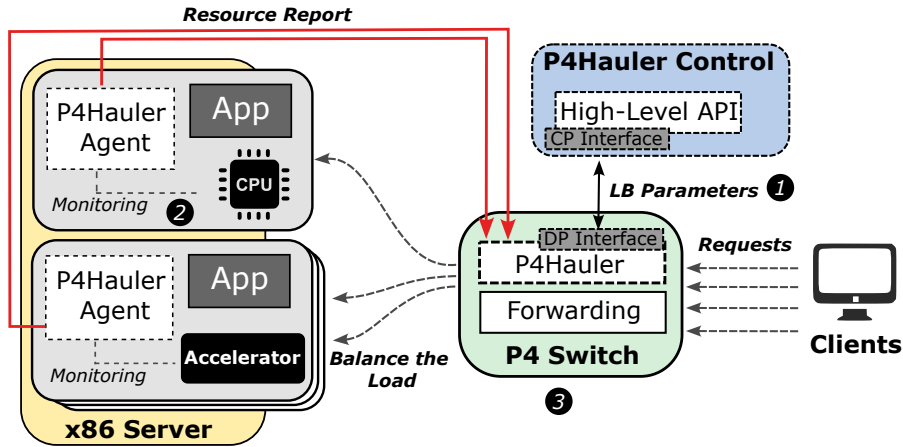 Resource Report
P4Hauler
Agent
App
CPU
Monitoring
2
P4Hauler
Agent
App
Accelerator
Monitoring
x86 Server
Balance the
Load
P4Hauler Control
High-Level API
CP Interface
LB Parameters 1
DP Interface
P4Hauler
Forwarding
P4 Switch
3
Requests
Clients